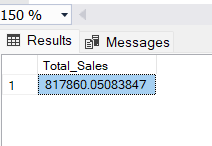 150 %
Results Messages
Total_Sales
1 817860.05083847